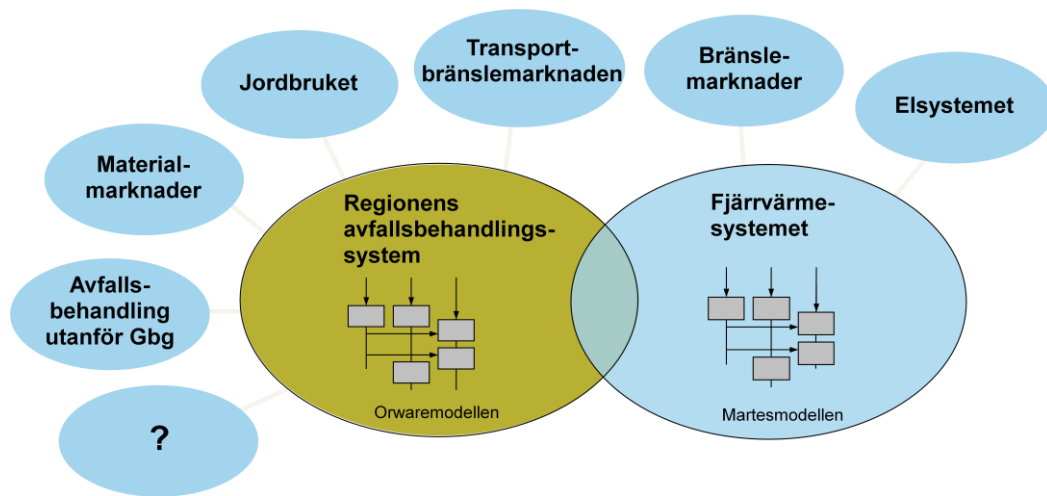 Transport-
bränslemarknaden
Bränsle-
marknader
Jordbruket
Elsystemet
Material-
marknader
Regionens
avfallsbehandlings-
system
Fjärrvärme-
systemet
Avfalls-
behandling
utanför Gbg
Orwaremodellen
Martesmodellen
?